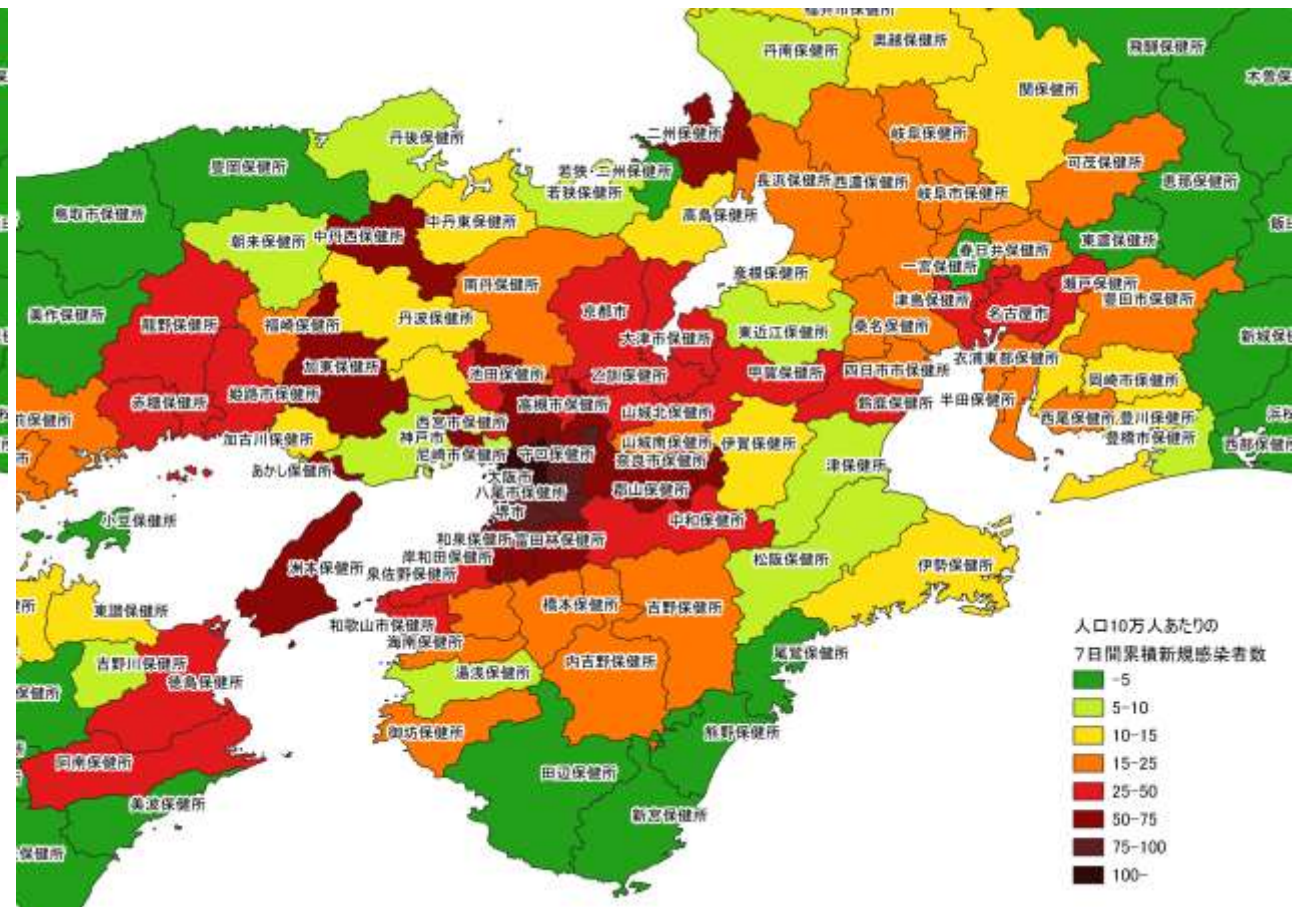 福井市保健所
丹南保健所
奥越保健所
飛騨保健所
関保健所
丹後保健所
二州保健所
岐阜保健所
豊岡保健所
若狭・二州保健所
若狭保健所
長浜保健所
西濃保健所
可茂保健所
岐阜市保健所
恵那保健所
鳥取市保健所
朝来保健所
中丹西保健所
中丹東保健所
高島保健所
東濃保健所
春日井保健所
一宮保健所
彦根保健所
南丹保健所
瀬戸保健所
津島保健所
豊田市保健所
美作保健所
龍野保健所
福崎保健所
丹波保健所
京都市
名古屋市
大津市保健所
東近江保健所
桑名保健所
衣浦東部保健所
加東保健所
池田保健所
乙訓保健所
甲賀保健所
四日市市保健所
岡崎市保健所
赤穂保健所
姫路市保健所
高槻市保健所
山城北保健所
鈴鹿保健所
半田保健所
前保健所
西宮市保健所
西尾保健所
豊川保健所
加古川保健所
神戸市
尼崎市保健所
守口保健所
山城南保健所
伊賀保健所
豊橋市保健所
西部保健所
あかし保健所
奈良市保健所
津保健所
大阪市
八尾市保健所
郡山保健所
堺市
小豆保健所
中和保健所
和泉保健所
富田林保健所
岸和田保健所
松阪保健所
伊勢保健所
洲本保健所
泉佐野保健所
東讃保健所
橋本保健所
吉野保健所
和歌山市保健所
海南保健所
尾鷲保健所
吉野川保健所
湯浅保健所
内吉野保健所
徳島保健所
御坊保健所
熊野保健所
阿南保健所
田辺保健所
美波保健所
新宮保健所
人口10万人あたりの
7日間累積新規感染者数
-5
5-10
10-15
15-25
25-50
50-75
75-100
100-